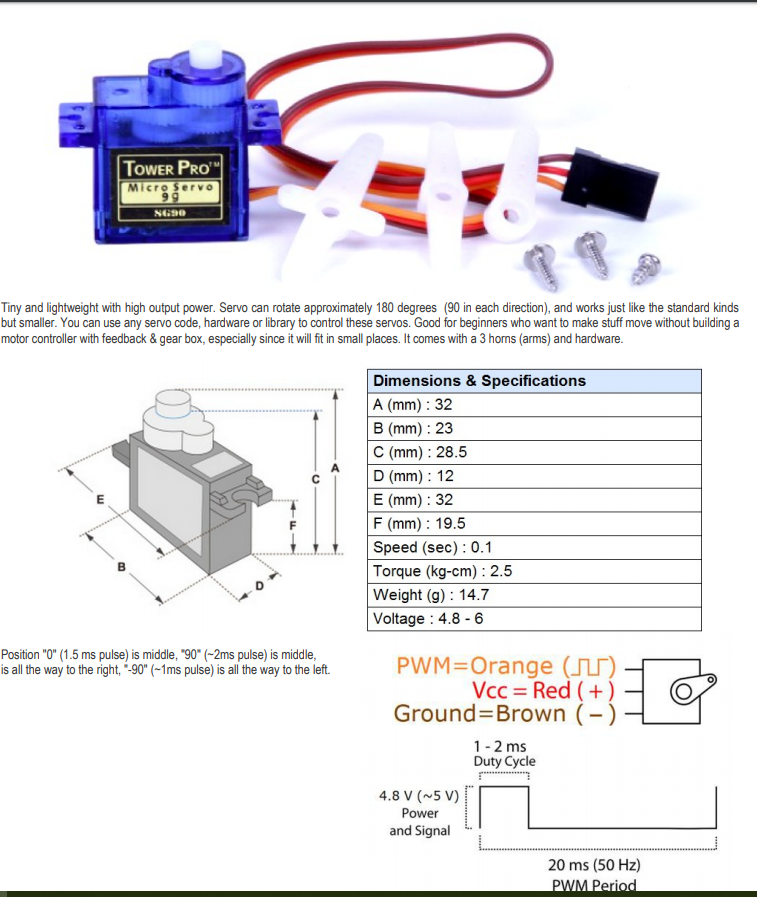 TOWER PRO™
Micro Servo
9g
SG90
Tiny and lightweight with high output power. Servo can rotate approximately 180 degrees (90 in each direction), and works just like the standard kinds
but smaller. You can use any servo code, hardware or library to control these servos. Good for beginners who want to make stuff move without building a
motor controller with feedback & gear box, especially since it will fit in small places. It comes with a 3 horns (arms) and hardware.
Dimensions & Specifications
A (mm) : 32
B (mm) : 23
C (mm) : 28.5
D (mm) : 12
E (mm) : 32
F (mm) : 19.5
Speed (sec) : 0.1
Torque (kg-cm) : 2.5
Weight (g) : 14.7
Voltage : 4.8 - 6
A
C
E
F
B
D
Position "0" (1.5 ms pulse) is middle, "90" (~2ms pulse) is middle,
is all the way to the right, "-90" (~1ms pulse) is all the way to the left.
PWM=Orange (⎍⎍)
Vcc = Red ( + )
Ground=Brown ( − )
1 - 2 ms
Duty Cycle
4.8 V (~5 V)
Power
and Signal
20 ms (50 Hz)
PWM Period